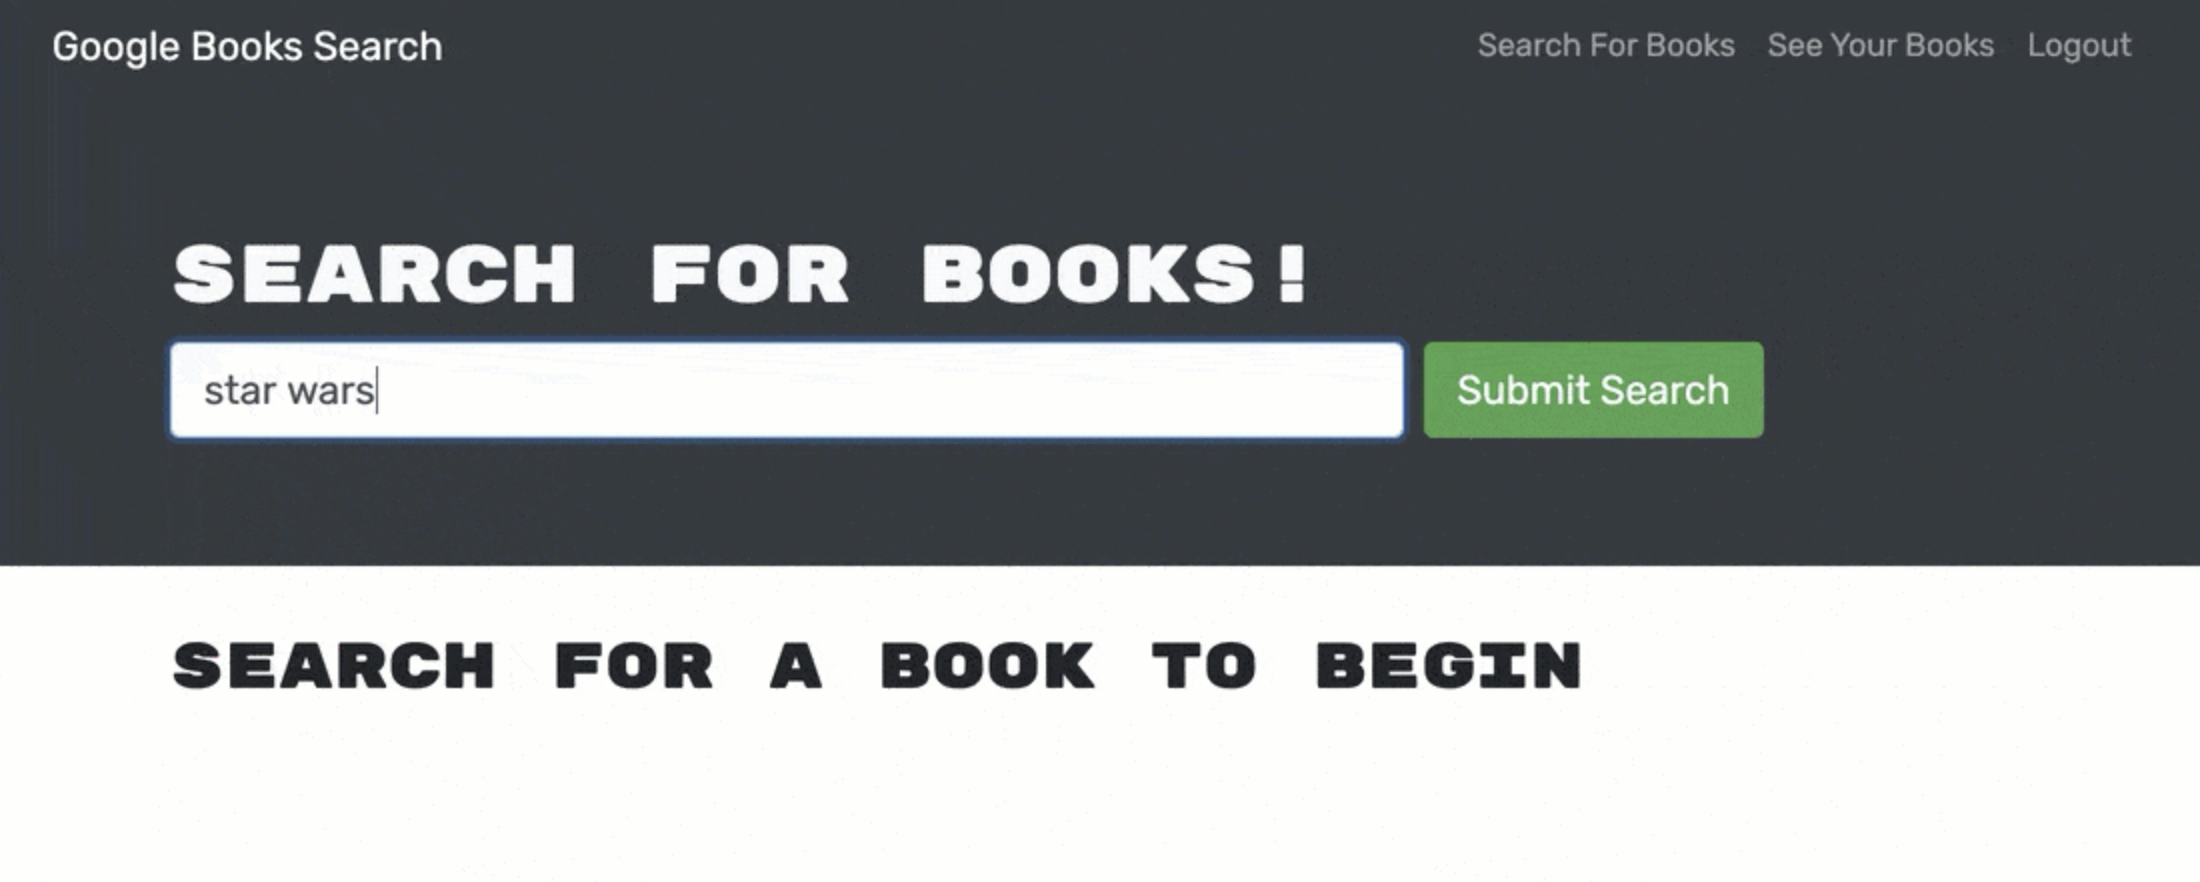 Google Books Search
Search For Books See Your Books Logout
SEARCH FOR BOOKS!
star wars
Submit Search
SEARCH FOR A BOOK TO BEGIN